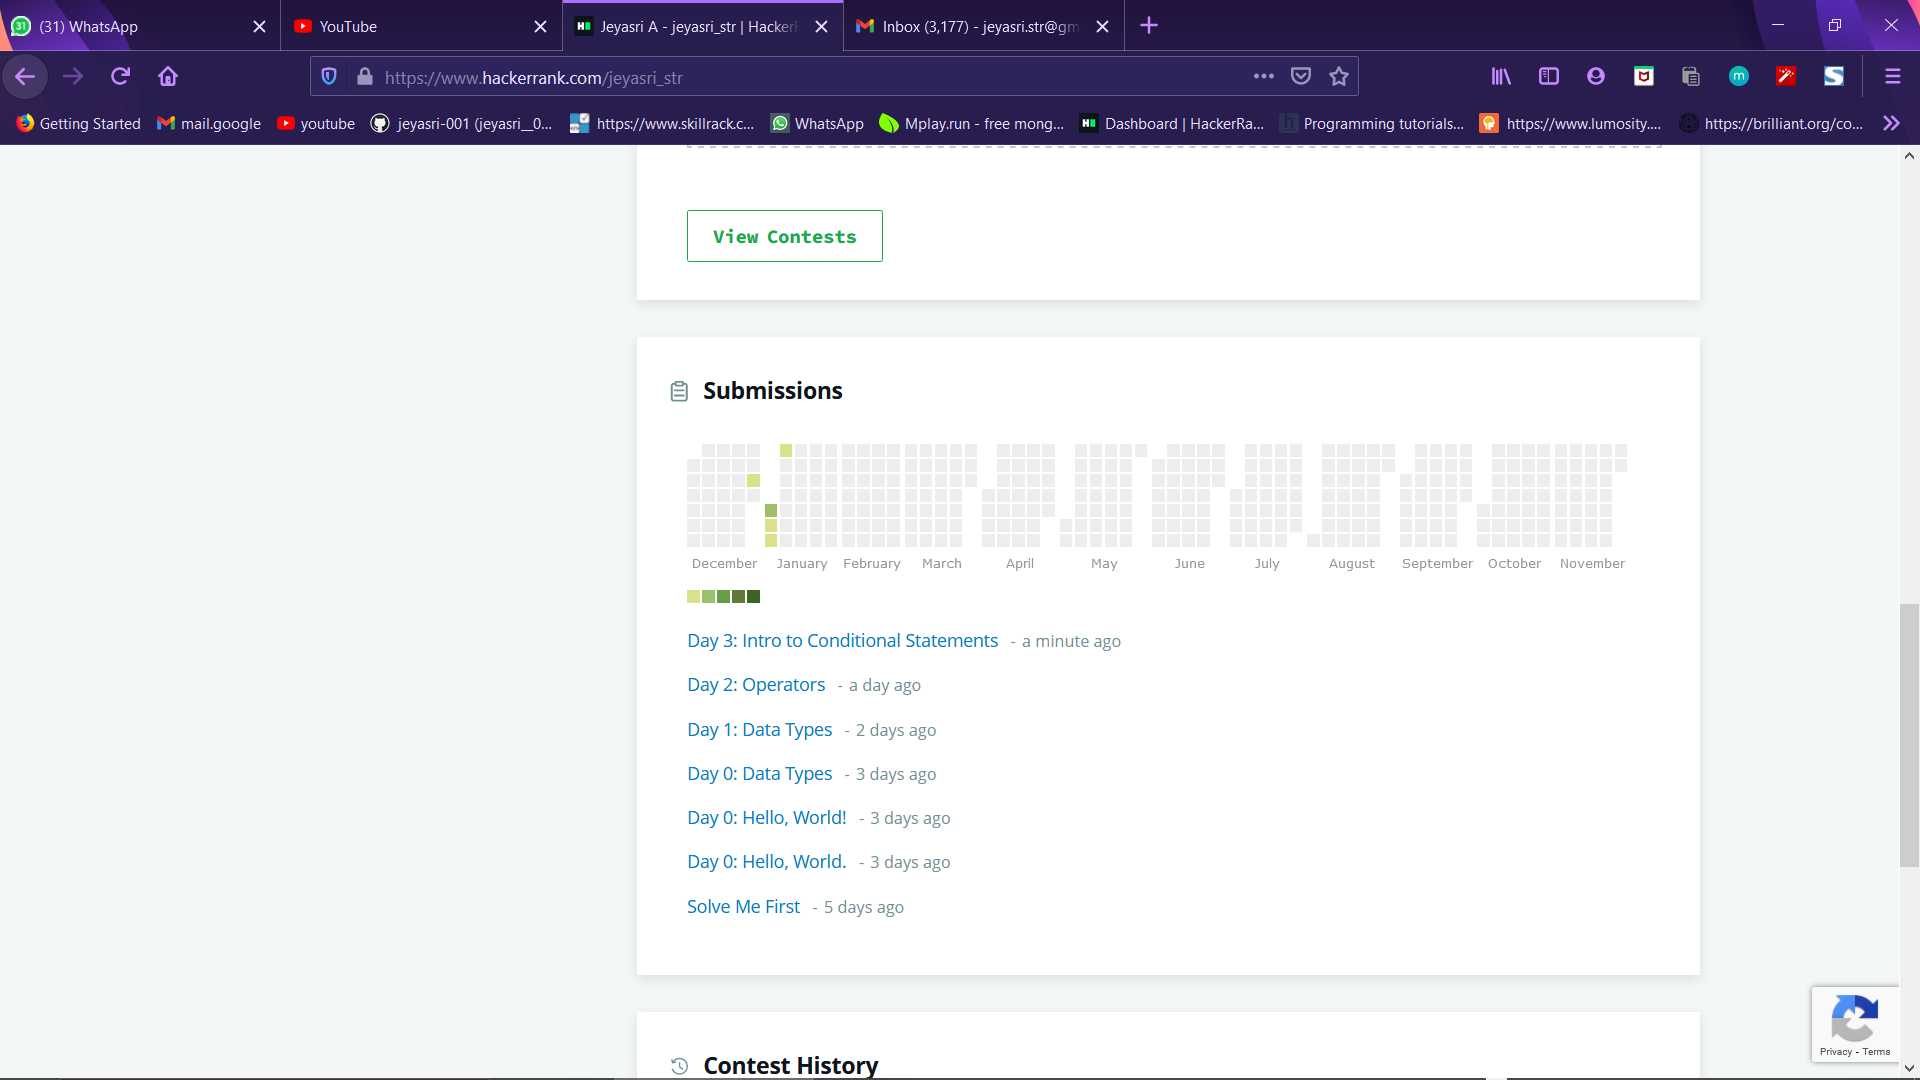 (31) WhatsApp
YouTube
Jeyasri A - jeyasri_str | Hacker
Inbox (3,177) - jeyasri.str@gm
https://www.hackerrank.com/jeyasri_str
Getting Started
mail.google
youtube
jeyasri-001 (jeyasri__0...
https://www.skillrack.c...
WhatsApp
Mplay.run - free mong...
Dashboard | HackerRa...
Programming tutorials...
https://www.lumosity....
https://brilliant.org/co...
View Contests
Submissions
December January February March April May June July August September October November
Day 3: Intro to Conditional Statements - a minute ago
Day 2: Operators - a day ago
Day 1: Data Types - 2 days ago
Day 0: Data Types - 3 days ago
Day 0: Hello, World! - 3 days ago
Day 0: Hello, World. - 3 days ago
Solve Me First - 5 days ago
Privacy - Terms
Contest History